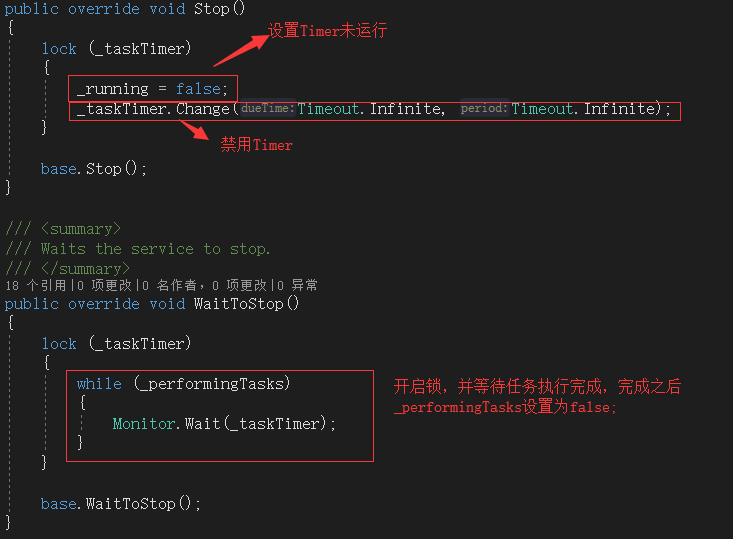 public override void Stop()
设置Timer未运行
{
lock (_taskTimer)
{
_running = false;
_taskTimer.Change(dueTime:Timeout.Infinite, period:Timeout.Infinite);
}
禁用Timer
base.Stop();
}
/// <summary>
/// Waits the service to stop.
/// </summary>
18 个引用|0 项更改|0 名作者，0 项更改|0 异常
public override void WaitToStop()
{
lock (_taskTimer)
{
while (_performingTasks)
{
Monitor.Wait(_taskTimer);
}
开启锁，并等待任务执行完成，完成之后
_performingTasks设置为false;
}
base.WaitToStop();
}